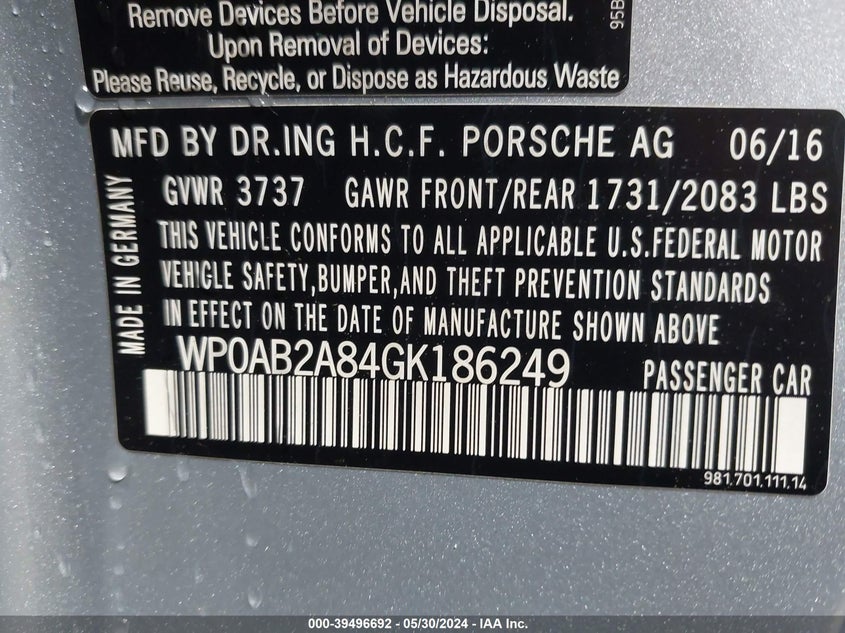 Remove Devices Before Vehicle Disposal.
Upon Removal of Devices:
Please Reuse, Recycle, or Dispose as Hazardous Waste
95B
MFD BY DR.ING H.C.F. PORSCHE AG 06/16
GVWR 3737 GAWR FRONT/REAR 1731/2083 LBS
THIS VEHICLE CONFORMS TO ALL APPLICABLE U.S.FEDERAL MOTOR
VEHICLE SAFETY,BUMPER,AND THEFT PREVENTION STANDARDS
IN EFFECT ON THE DATE OF MANUFACTURE SHOWN ABOVE
MADE IN GERMANY
WP0AB2A84GK186249 PASSENGER CAR
981.701.111.14
000-39496692 - 05/30/2024 - IAA Inc.